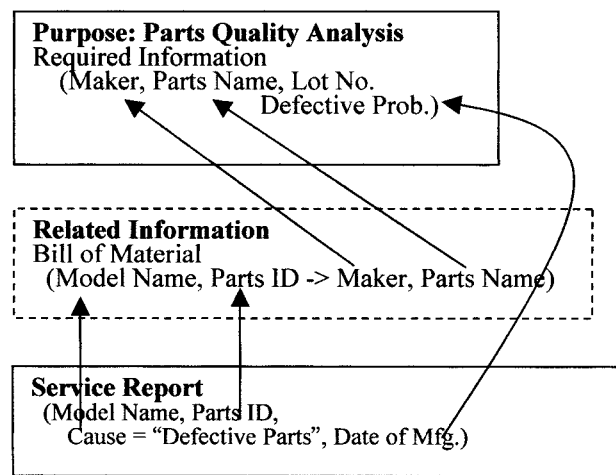 Purpose: Parts Quality Analysis
Required Information
(Maker, Parts Name, Lot No.
Defective Prob.)
Related Information
Bill of Material
(Model Name, Parts ID -> Maker, Parts Name)
Service Report
(Model Name, Parts ID,
Cause = “Defective Parts”, Date of Mfg.)